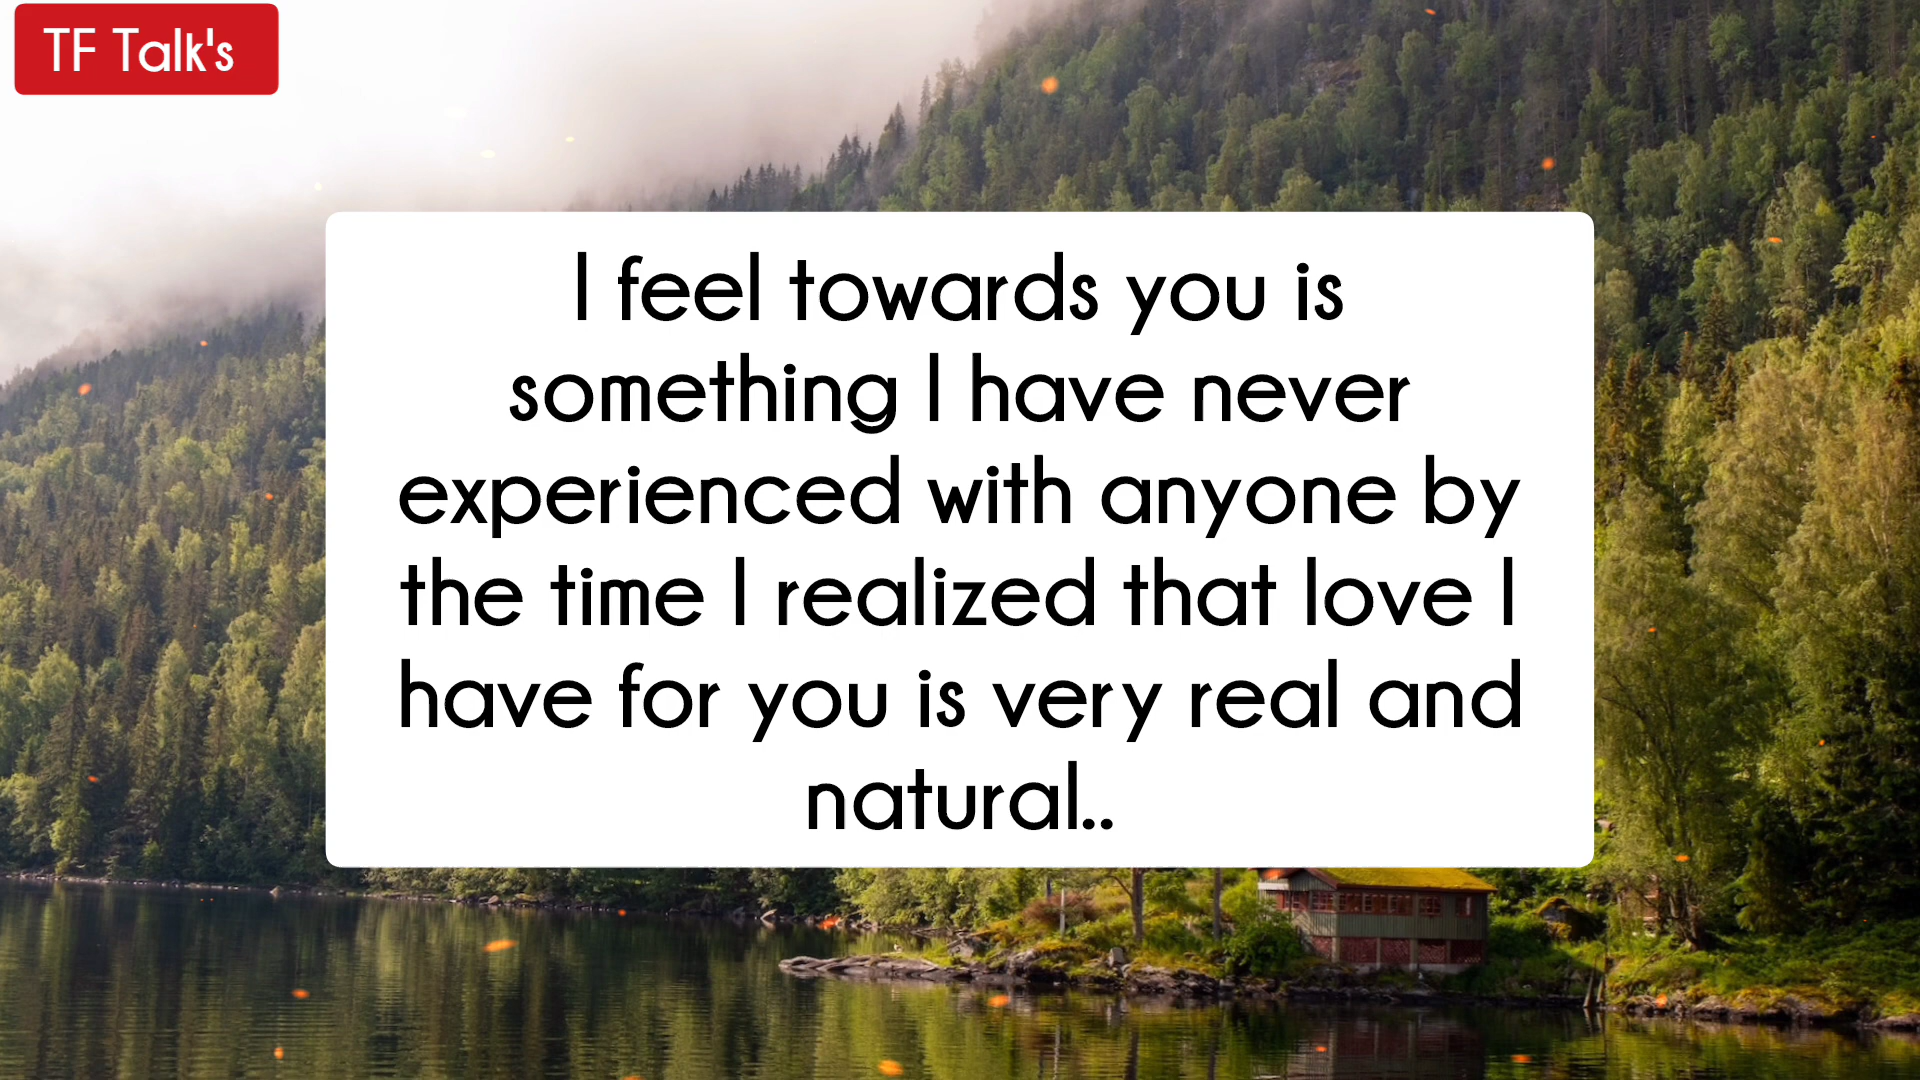 TF Talk's
I feel towards you is
something I have never
experienced with anyone by
the time I realized that love I
have for you is very real and
natural..